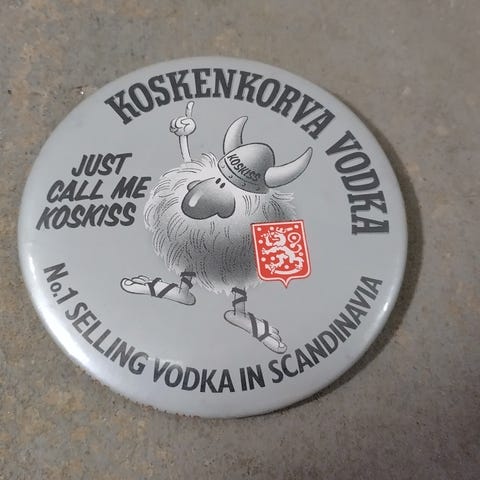 KOSKENKORVA VODKA
KOSKISS
JUST
CALL ME
KOSKISS
No.1 SELLING VODKA IN SCANDINAVIA